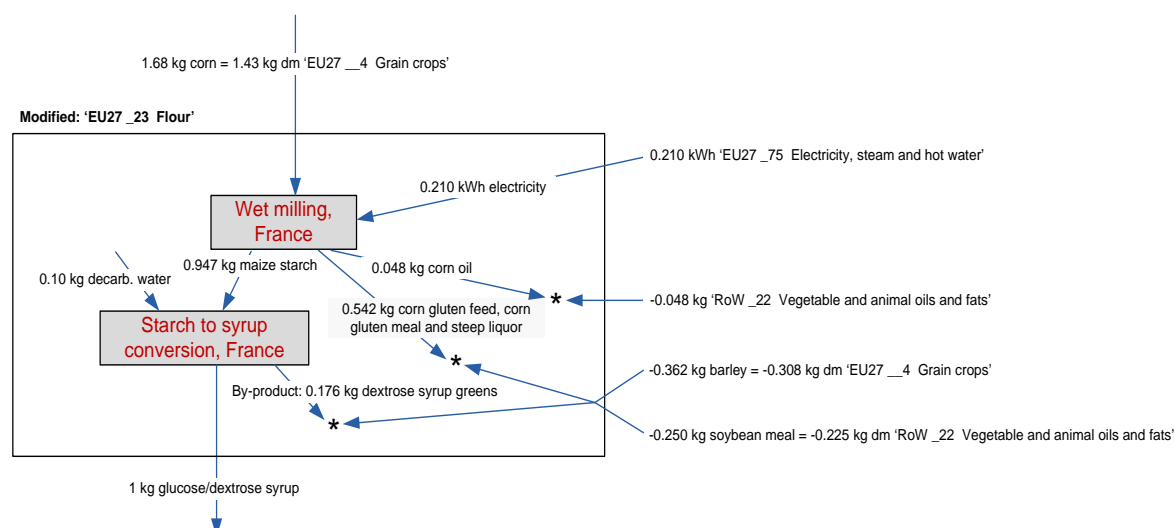 1.68 kg corn = 1.43 kg dm ‘EU27 __4  Grain crops’
Modified: ‘EU27 _23  Flour’
0.210 kWh ‘EU27 _75  Electricity, steam and hot water’
0.210 kWh electricity
Wet milling,
France
0.947 kg maize starch
0.048 kg corn oil
0.10 kg decarb. water
*
-0.048 kg ‘RoW _22  Vegetable and animal oils and fats’
0.542 kg corn gluten feed, corn
gluten meal and steep liquor
Starch to syrup
conversion, France
*
-0.362 kg barley = -0.308 kg dm ‘EU27 __4  Grain crops’
By-product: 0.176 kg dextrose syrup greens
*
-0.250 kg soybean meal = -0.225 kg dm ‘RoW _22  Vegetable and animal oils and fats’
1 kg glucose/dextrose syrup